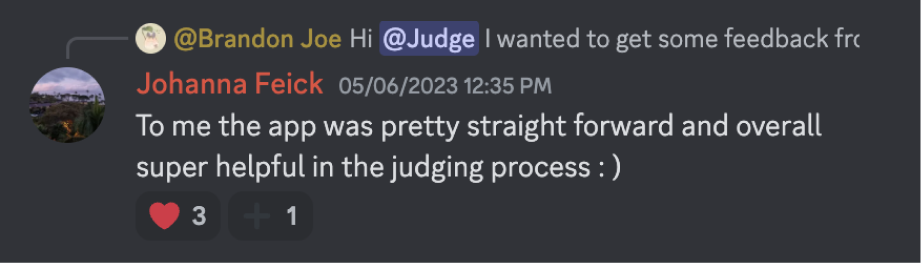 @Brandon Joe Hi @Judge I wanted to get some feedback
Johanna Feick 05/06/2023 12:35 PM
To me the app was pretty straight forward and overall
super helpful in the judging process : )
3 1